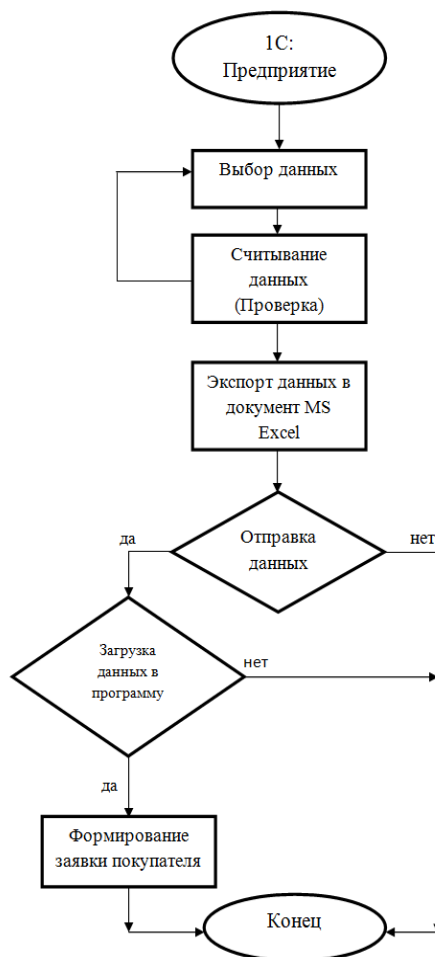 1С:
Предприятие
Выбор данных
Считывание
данных
(Проверка)
Экспорт данных в
документ MS
Excel
да
Отправка
данных
нет
Загрузка
данных в
программу
нет
да
Формирование
заявки покупателя
Конец